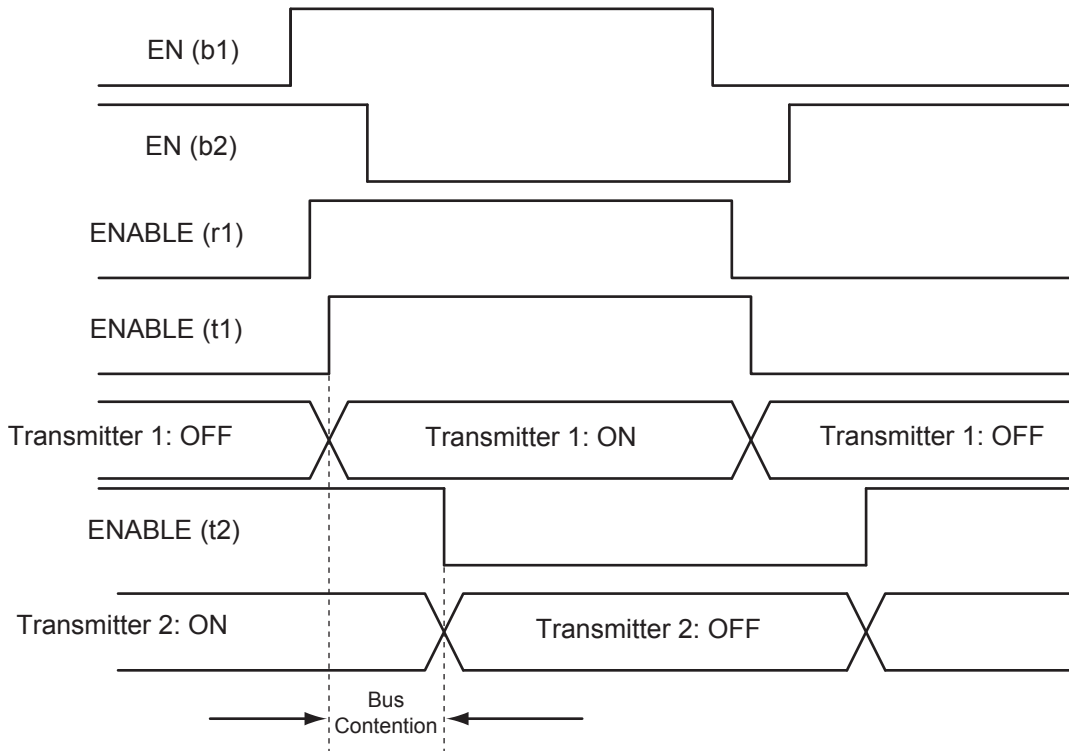 EN (b1)
EN (b2)
ENABLE (r1)
ENABLE (t1)
Transmitter 1: OFF
Transmitter 1: ON
Transmitter 1: OFF
ENABLE (t2)
Transmitter 2: ON
Transmitter 2: OFF
Bus
Contention